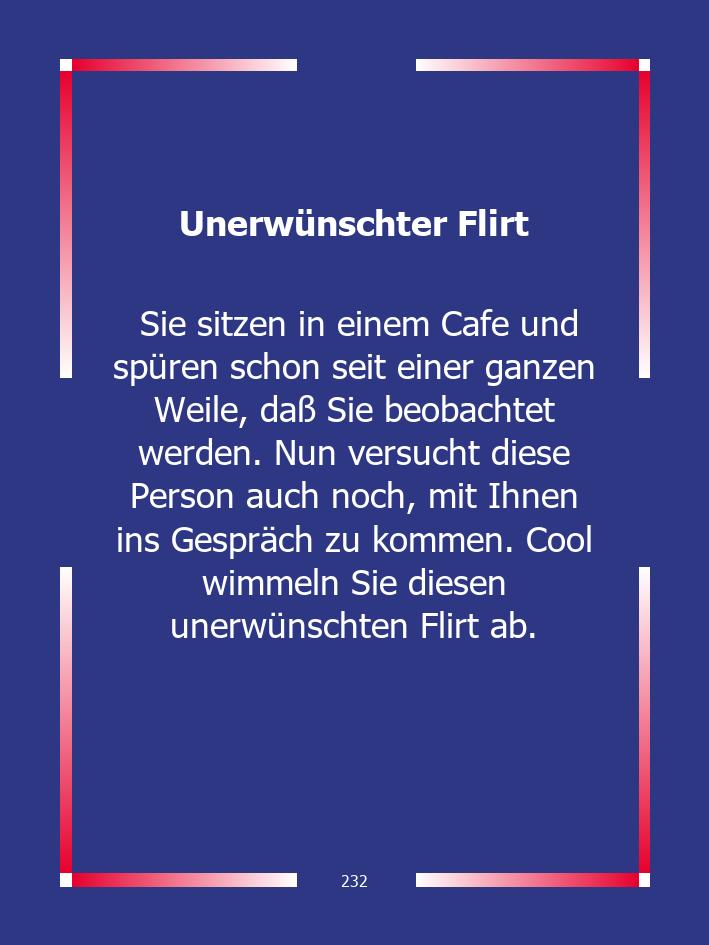 Unerwünschter Flirt
Sie sitzen in einem Cafe und
spüren schon seit einer ganzen
Weile, daß Sie beobachtet
werden. Nun versucht diese
Person auch noch, mit Ihnen
ins Gespräch zu kommen. Cool
wimmeln Sie diesen
unerwünschten Flirt ab.
232